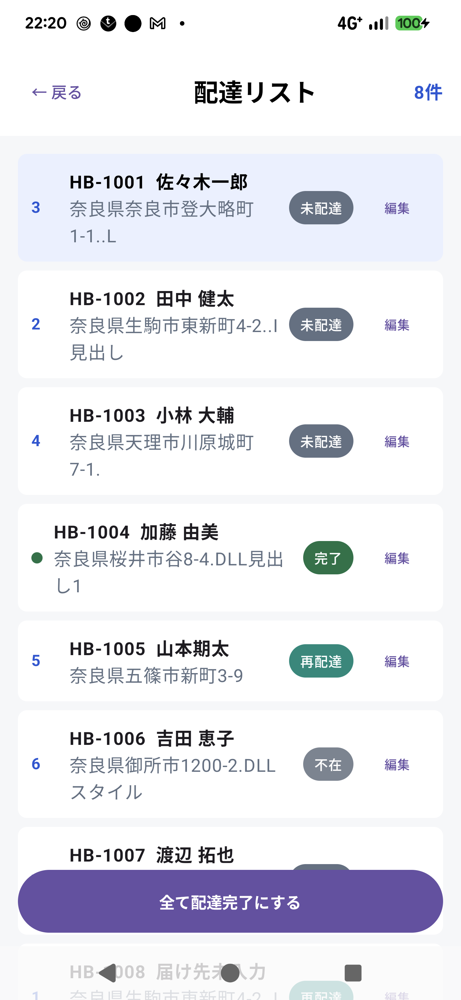 22:20
4G+
100
← 戻る
配達リスト
8件
HB-1001 佐々木一郎
3
奈良県奈良市登大略町
1-1..L
未配達
編集
HB-1002 田中 健太
2
奈良県生駒市東新町4-2..l
見出し
未配達
編集
HB-1003 小林 大輔
4
奈良県天理市川原城町
7-1.
未配達
編集
HB-1004 加藤 由美
奈良県桜井市谷8-4.DLL見出
し1
完了
編集
HB-1005 山本期太
5
奈良県五篠市新町3-9
再配達
編集
HB-1006 吉田 恵子
6
奈良県御所市1200-2.DLL
スタイル
不在
編集
HB-1007 渡辺 拓也
全て配達完了にする
HB-1008 届け先未入力
1
奈良県生駒市東新町4-2..l
再配達
編集